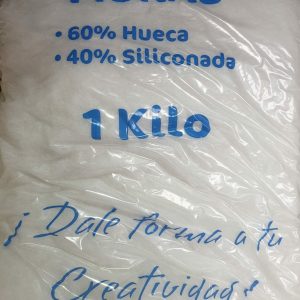 • 60% Hueca
• 40% Siliconada
1 Kilo
¡ Dale forma a tu
Creatividad!